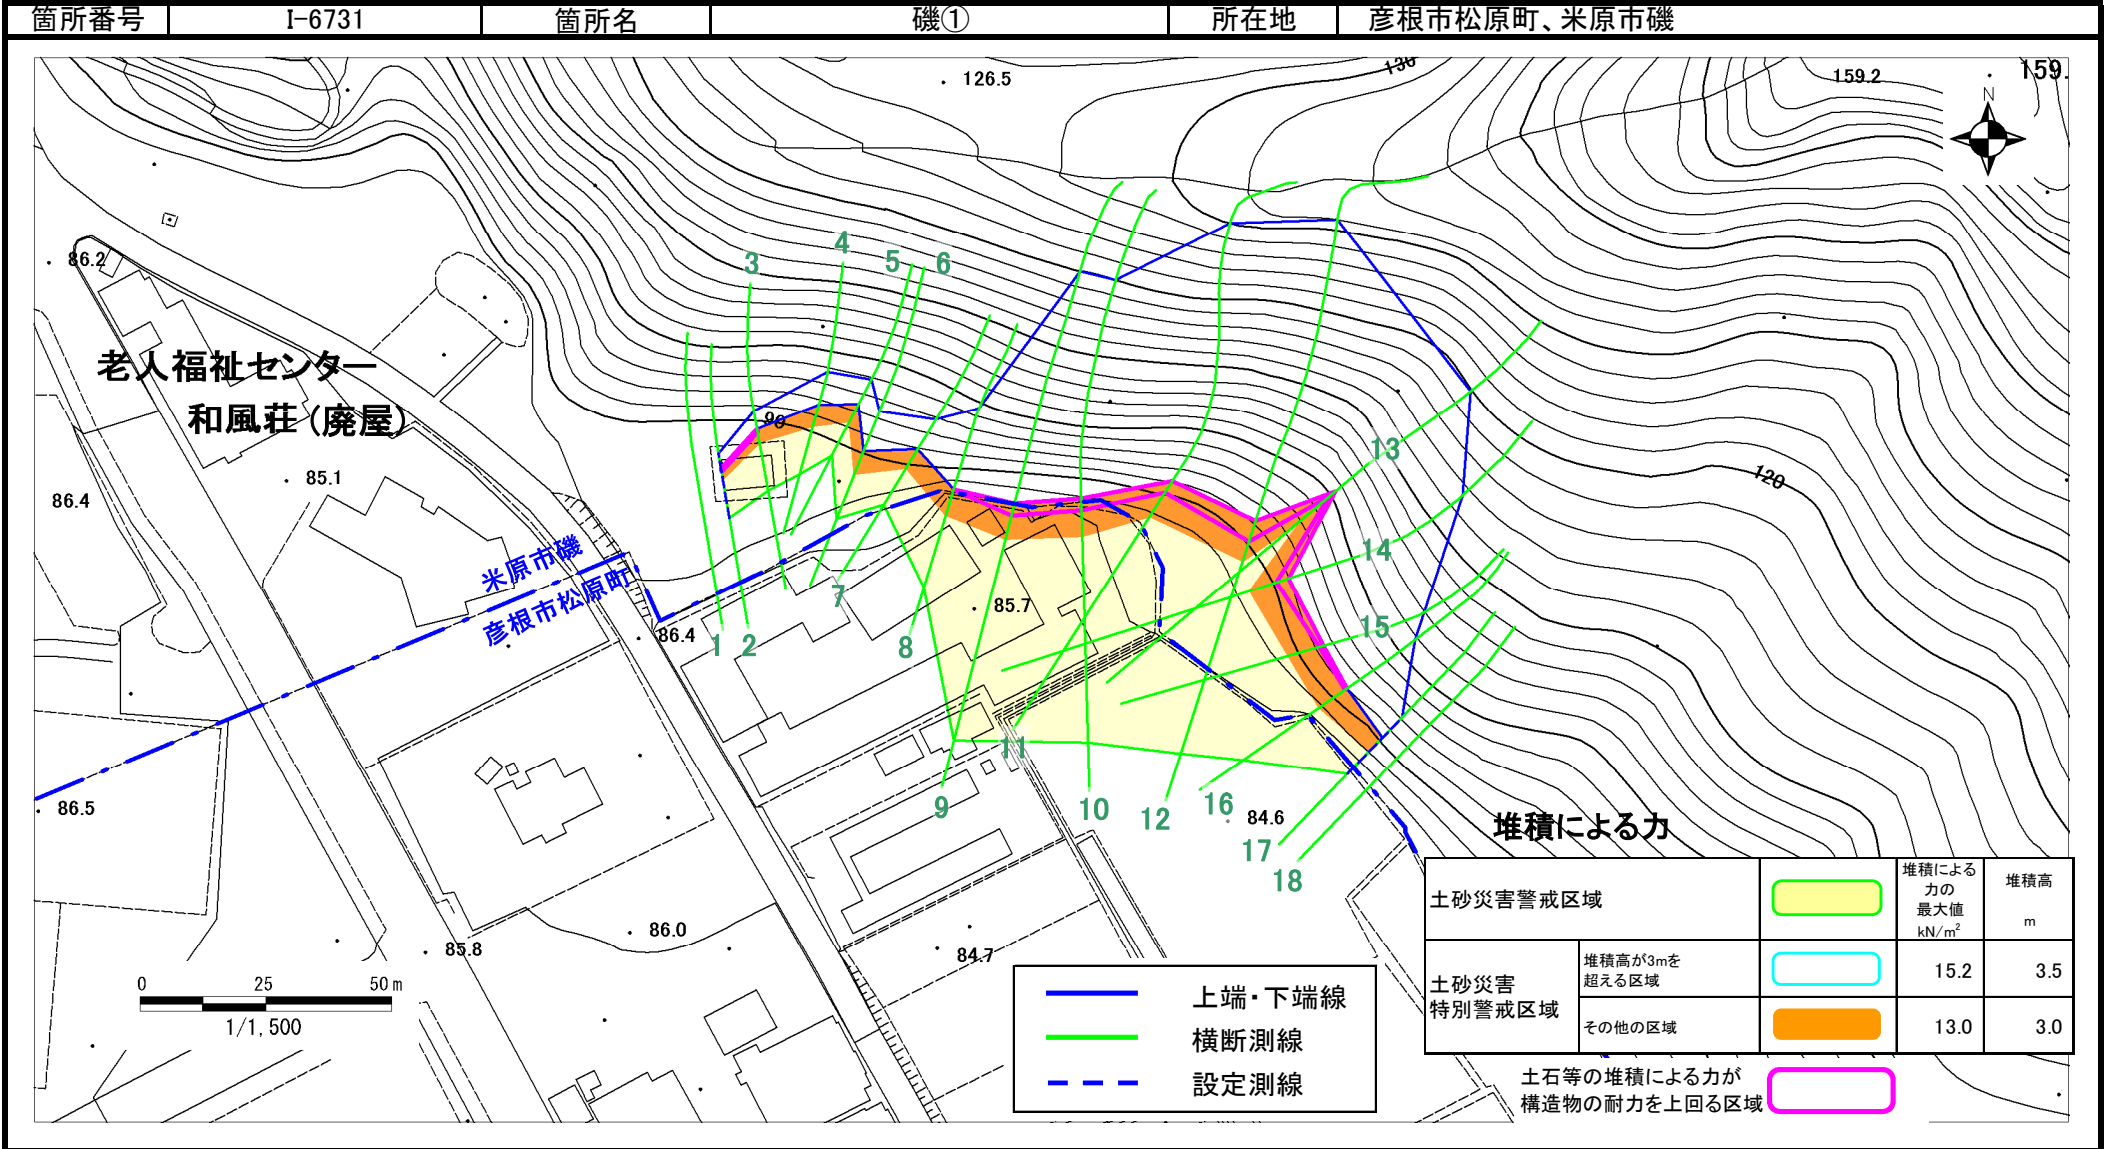 箇所番号 I-6731 箇所名 磯① 所在地 彦根市松原町、米原市磯
126.5
130
159.2
159.
N
86.2
4
3
5
6
老人福祉センター
和風荘(廃屋)
90
13
85.1
86.4
120
14
米原市磯
彦根市松原町
7
85.7
15
86.4
1
2
8
11
86.5
9
10
12
16
84.6
17
18
86.0
85.8
84.7
0 25 50 m
1/1,500
上端・下端線
横断測線
設定測線
堆積による力
土砂災害警戒区域
堆積による
力の
最大値
kN/m²
堆積高
m
土砂災害
特別警戒区域
堆積高が3mを
超える区域
15.2 3.5
その他の区域
13.0 3.0
土石等の堆積による力が
構造物の耐力を上回る区域